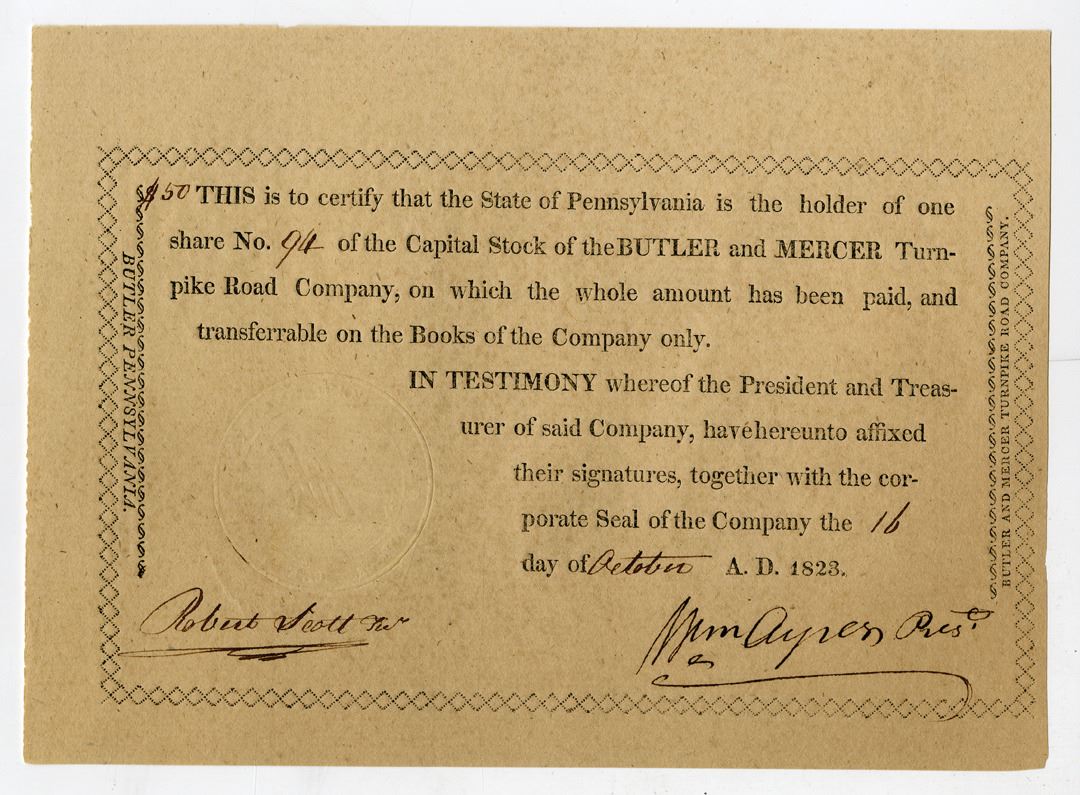 $50 THIS is to certify that the State of Pennsylvania is the holder of one
share No. 94 of the Capital Stock of the BUTLER and MERCER Turn-
pike Road Company, on which the whole amount has been paid, and
transferrable on the Books of the Company only.
IN TESTIMONY whereof the President and Treas-
urer of said Company, have hereunto affixed
their signatures, together with the cor-
porate Seal of the Company the 16
day of October A. D. 1823.
Robert Scott Tr
Wm Ayres Prest
BUTLER PENNSYLVANIA.
BUTLER AND MERCER TURNPIKE ROAD COMPANY.